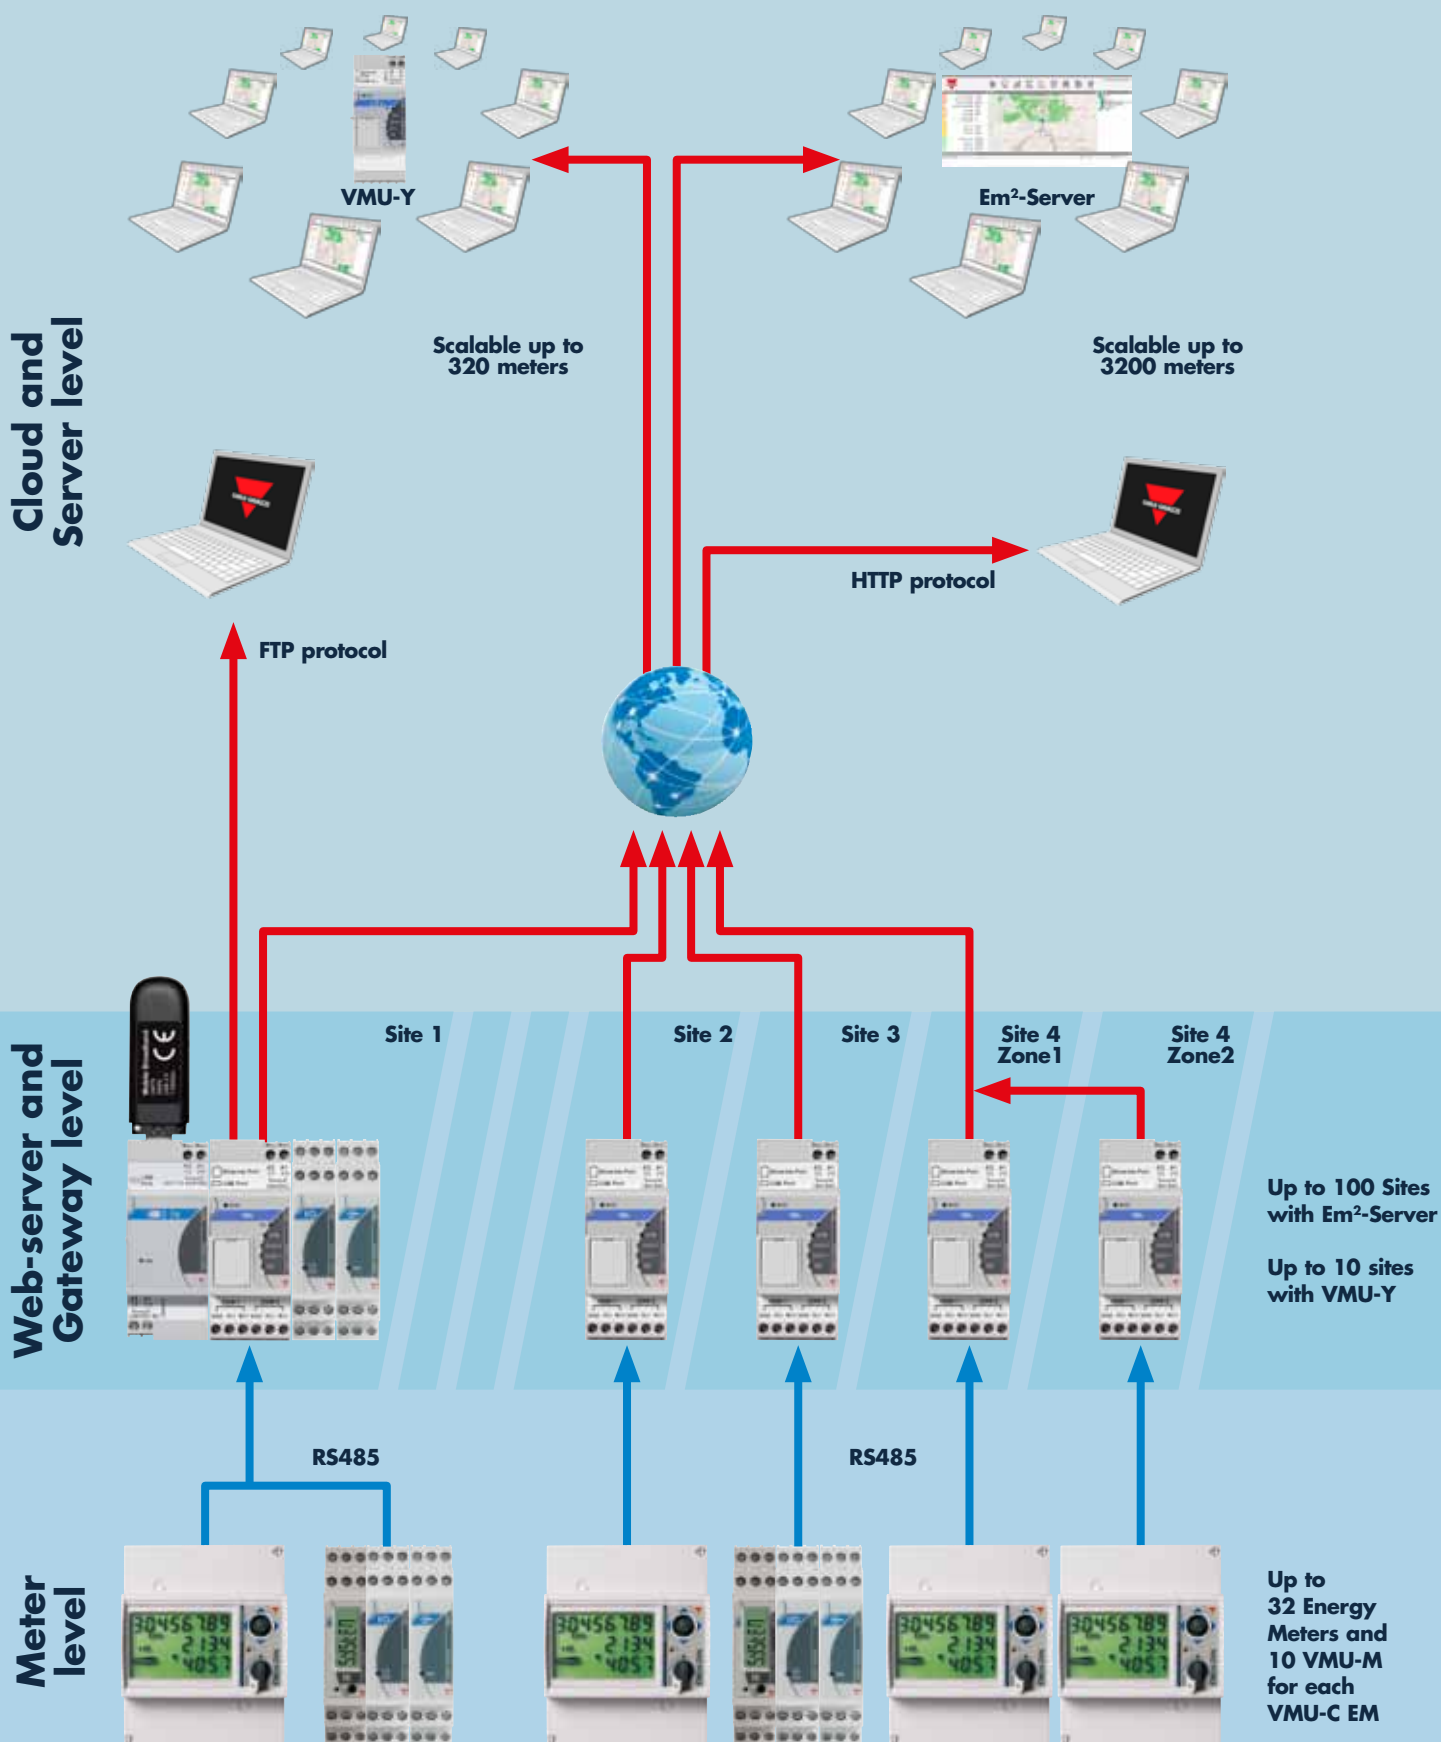 VMU-Y
Em²-Server
Scalable up to
320 meters
Scalable up to
3200 meters
Cloud and
Server level
HTTP protocol
FTP protocol
Site 1
Site 2
Site 3
Site 4
Zone1
Site 4
Zone2
Web-server and
Gateway level
Up to 100 Sites
with Em²-Server
Up to 10 sites
with VMU-Y
RS485
RS485
Meter
level
Up to
32 Energy
Meters and
10 VMU-M
for each
VMU-C EM